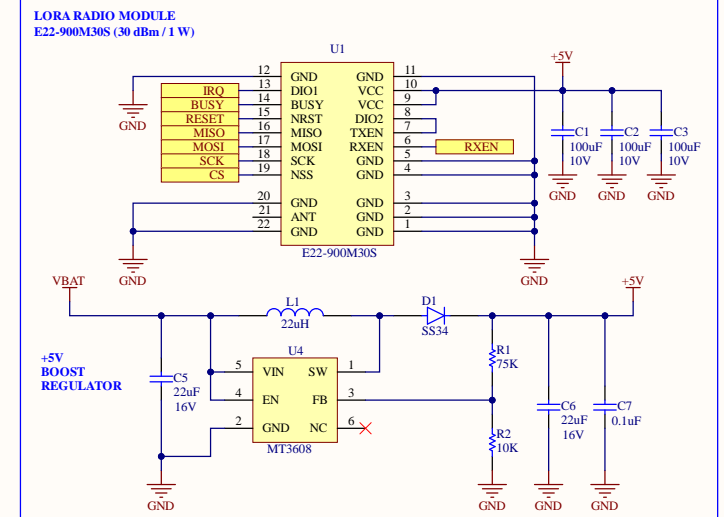 LORA RADIO MODULE
E22-900M30S (30 dBm / 1 W)
U1
12 GND GND 11
IRQ 13 DIO1 VCC 10
BUSY 14 BUSY VCC 9
RESET 15 NRST DIO2 8
MISO 16 MISO TXEN 7
MOSI 17 MOSI RXEN 6 RXEN
SCK 18 SCK GND 5
CS 19 NSS GND 4
20 GND GND 3
21 ANT GND 2
22 GND GND 1
E22-900M30S
GND
GND
GND
+5V
C1 C2 C3
100uF 100uF 100uF
10V 10V 10V
GND GND GND
VBAT
+5V
L1
22uH
D1
SS34
+5V
BOOST
REGULATOR
C5
22uF
16V
U4
5 VIN SW 1
4 EN FB 3
2 GND NC 6
MT3608
R1
75K
R2
10K
C6
22uF
16V
C7
0.1uF
GND GND GND GND